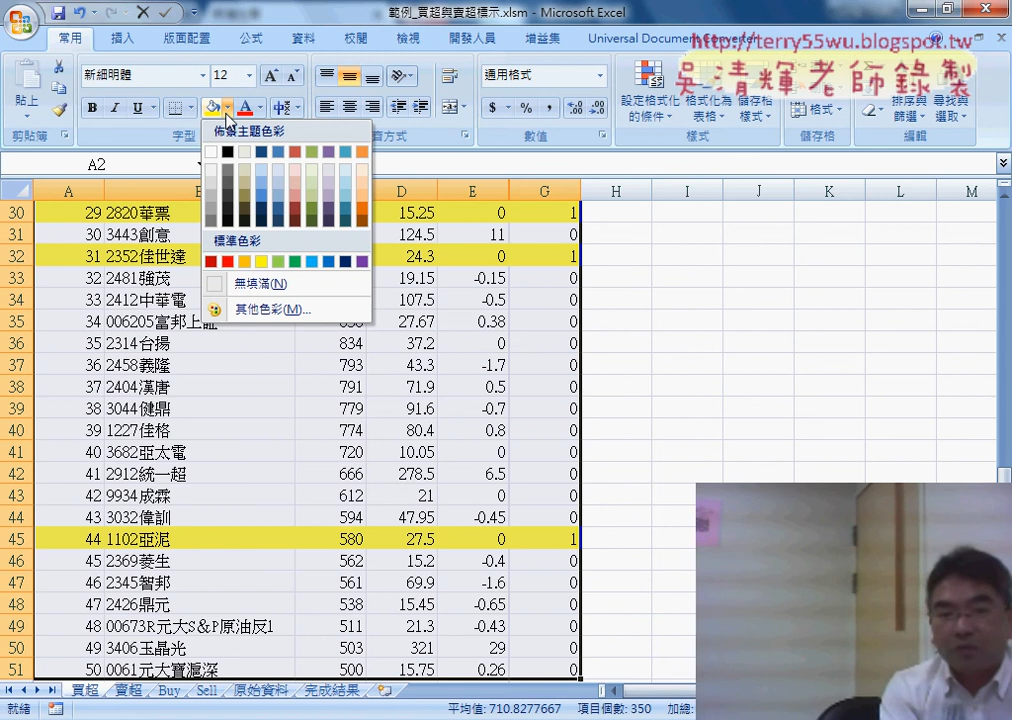 範例_買超與賣超標示.xlsm - Microsoft Excel
常用 插入 版面配置 公式 資料 校閱 檢視 開發人員 增益集 Universal Document Converter
http://terry55wu.blogspot.tw
吳清輝老師錄製
貼上 新細明體 12 通用格式
B I U A 中 $ % ,
設定格式化 格式化為 儲存格 格式 排序與 尋找與
的條件 表格 樣式 篩選 選取
剪貼簿 字型 方式 數值 樣式 儲存格 編輯
佈景主題色彩
標準色彩
無填滿(N)
其他色彩(M)...
A2
A D E G H I J K L M
30 29 2820華票 15.25 0 1
31 30 3443創意 124.5 11 0
32 31 2352佳世達 24.3 0 1
33 32 2481強茂 19.15 -0.15 0
34 33 2412中華電 107.5 -0.5 0
35 34 006205富邦上 27.67 0.38 0
36 35 2314台揚 834 37.2 0 0
37 36 2458義隆 793 43.3 -1.7 0
38 37 2404漢唐 791 71.9 0.5 0
39 38 3044健鼎 779 91.6 -0.7 0
40 39 1227佳格 774 80.4 0.8 0
41 40 3682亞太電 720 10.05 0 0
42 41 2912統一超 666 278.5 6.5 0
43 42 9934成霖 612 21 0 0
44 43 3032偉訓 594 47.95 -0.45 0
45 44 1102亞泥 580 27.5 0 1
46 45 2369菱生 562 15.2 -0.4 0
47 46 2345智邦 561 69.9 -1.6 0
48 47 2426鼎元 538 15.45 -0.65 0
49 48 00673R元大S&P原油反1 511 21.3 -0.43 0
50 49 3406玉晶光 503 321 29 0
51 50 0061元大寶滬深 500 15.75 0.26 0
買超 賣超 Buy Sell 原始資料 完成結果
就緒 平均值: 710.8277667 項目個數: 350 加總: